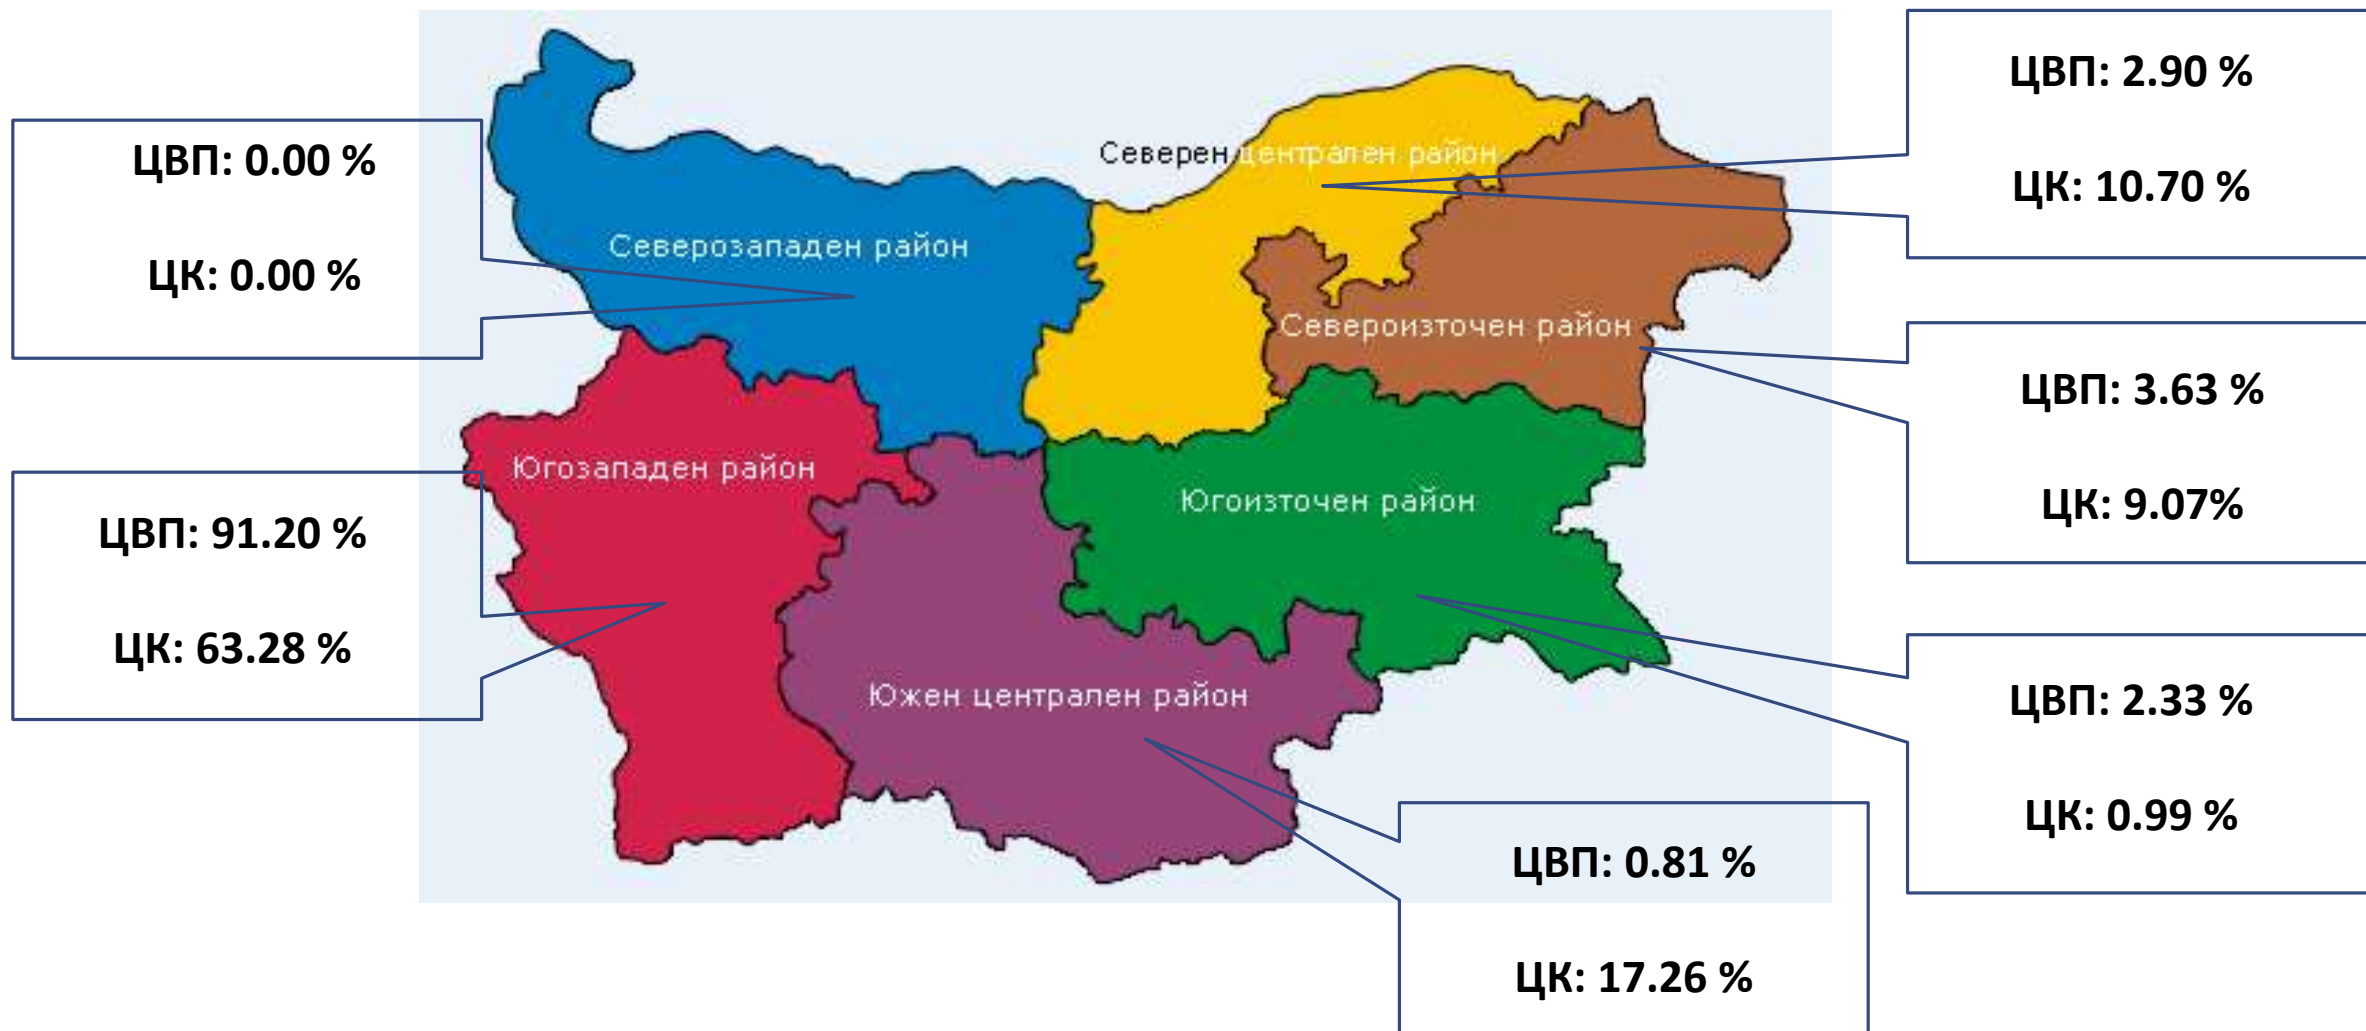 ЦВП: 0.00 %
ЦК: 0.00 %
ЦВП: 91.20 %
ЦК: 63.28 %
Северозападен район
Северен централен район
Североизточен район
Югозападен район
Югоизточен район
Южен централен район
ЦВП: 2.90 %
ЦК: 10.70 %
ЦВП: 3.63 %
ЦК: 9.07%
ЦВП: 2.33 %
ЦК: 0.99 %
ЦВП: 0.81 %
ЦК: 17.26 %